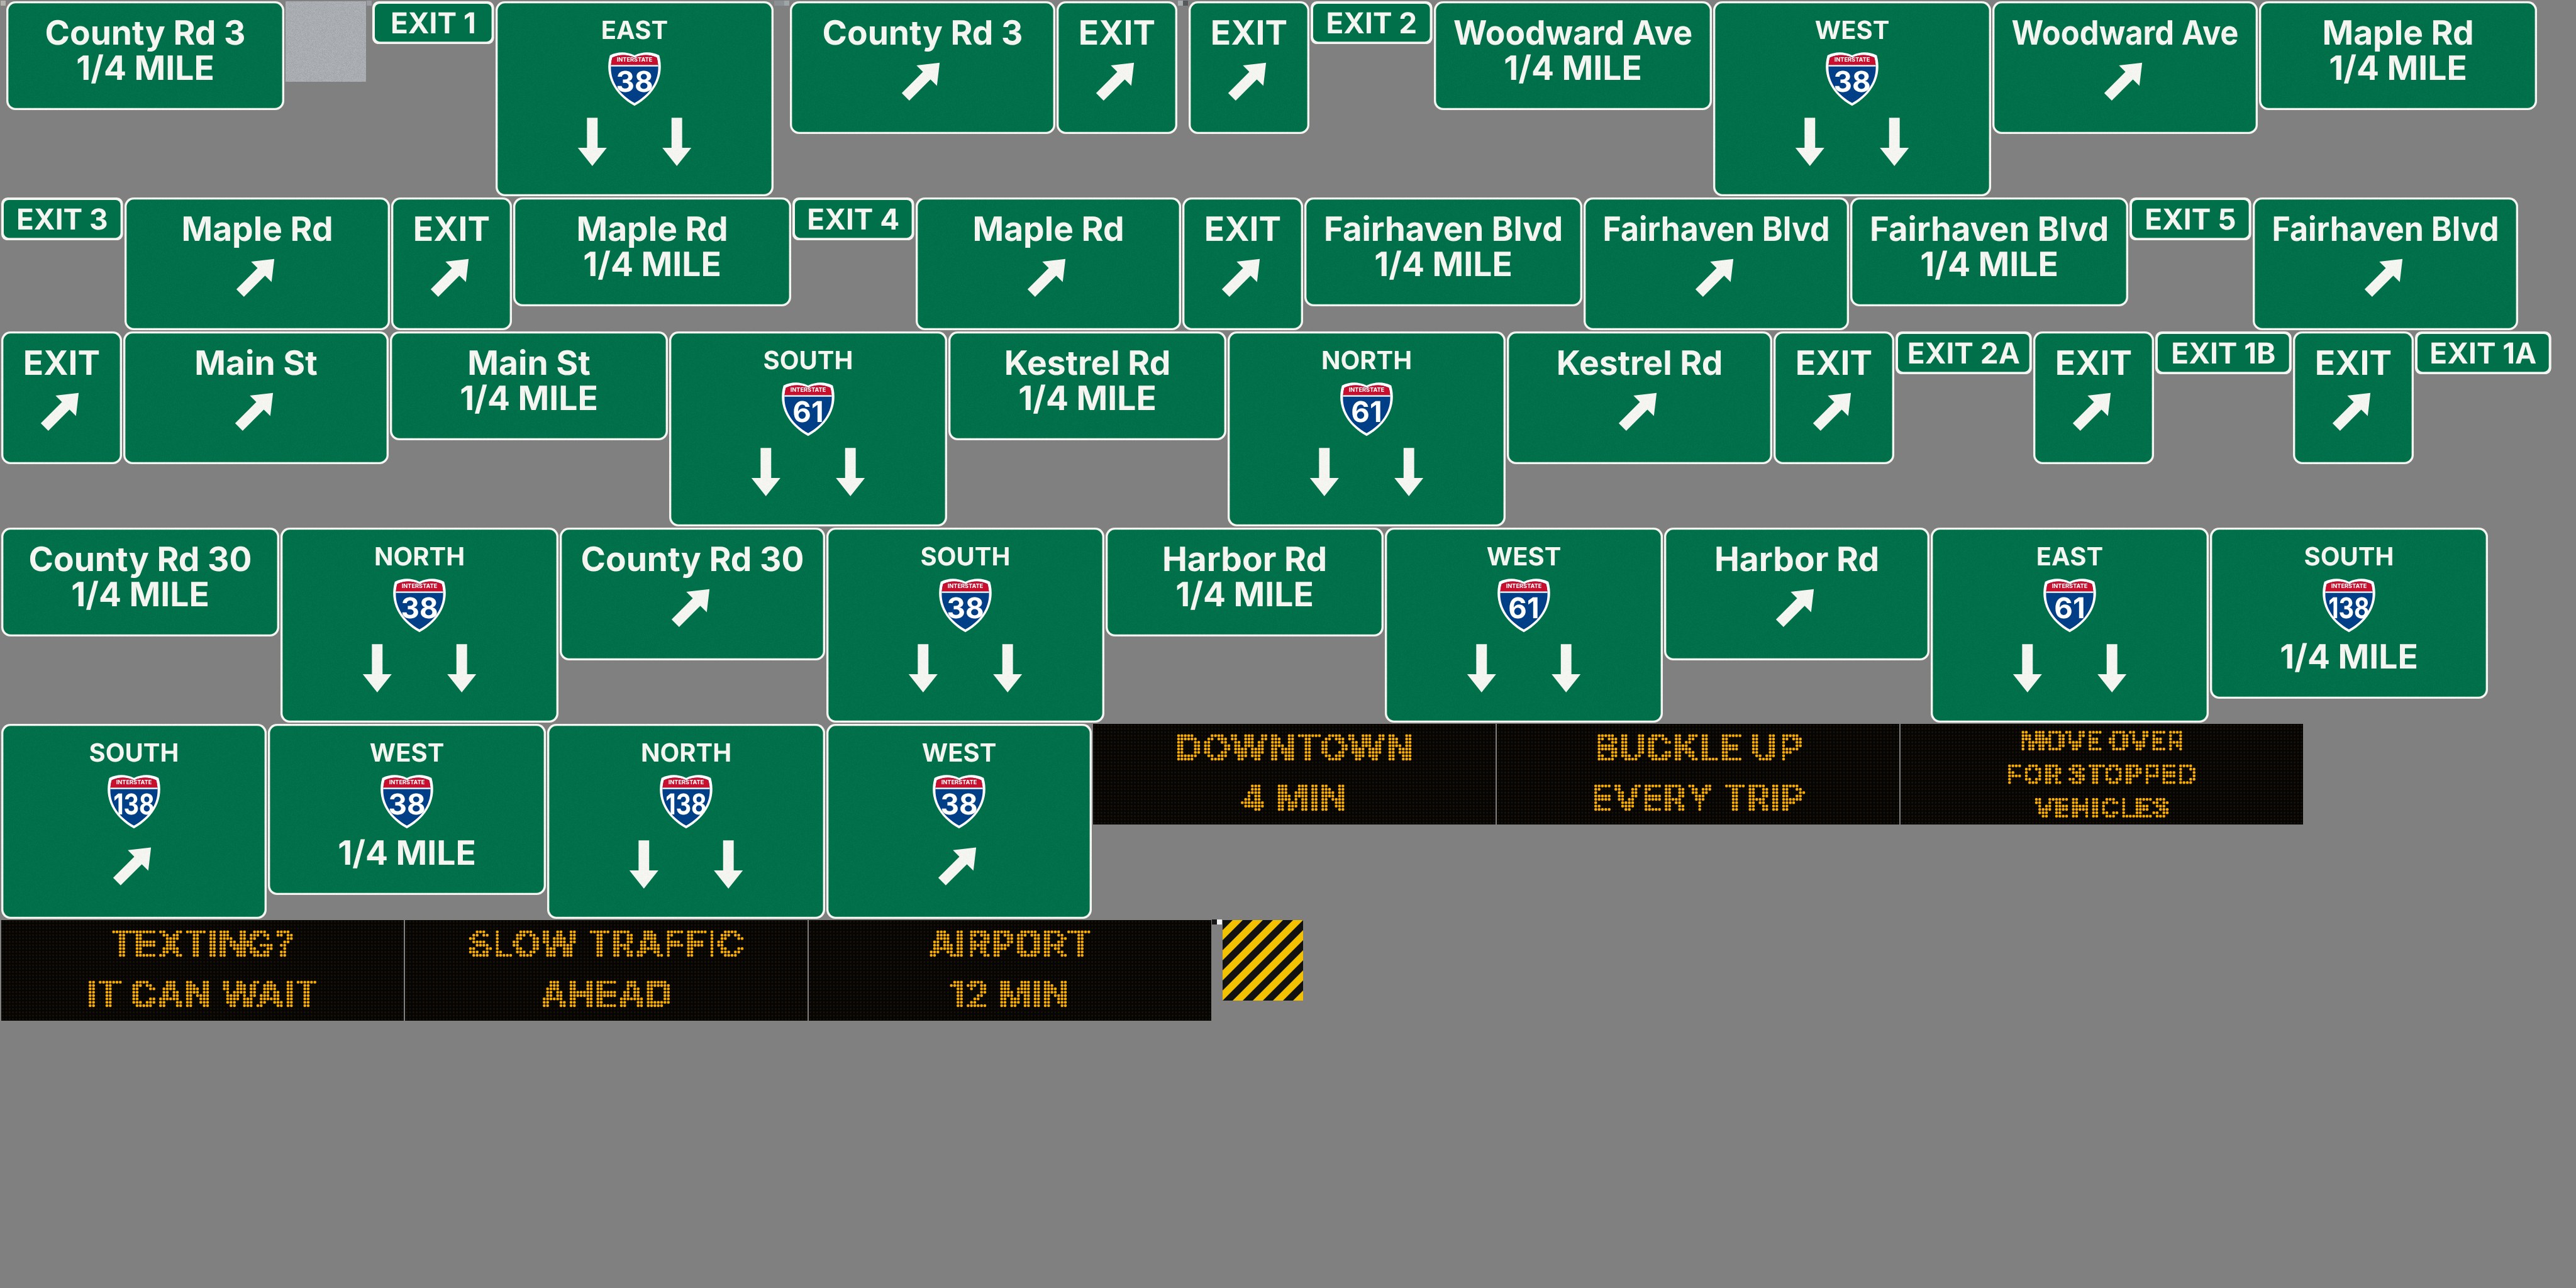 County Rd 3
1/4 MILE
EXIT 1
EAST
INTERSTATE
38
County Rd 3
EXIT
EXIT
EXIT 2
Woodward Ave
1/4 MILE
WEST
INTERSTATE
38
Woodward Ave
Maple Rd
1/4 MILE
EXIT 3
Maple Rd
EXIT
Maple Rd
1/4 MILE
EXIT 4
Maple Rd
EXIT
Fairhaven Blvd
1/4 MILE
Fairhaven Blvd
Fairhaven Blvd
1/4 MILE
EXIT 5
Fairhaven Blvd
EXIT
Main St
Main St
1/4 MILE
SOUTH
INTERSTATE
61
Kestrel Rd
1/4 MILE
NORTH
INTERSTATE
61
Kestrel Rd
EXIT
EXIT 2A
EXIT
EXIT 1B
EXIT
EXIT 1A
County Rd 30
1/4 MILE
NORTH
INTERSTATE
38
County Rd 30
SOUTH
INTERSTATE
38
Harbor Rd
1/4 MILE
WEST
INTERSTATE
61
Harbor Rd
EAST
INTERSTATE
61
SOUTH
INTERSTATE
138
1/4 MILE
SOUTH
INTERSTATE
138
WEST
INTERSTATE
38
1/4 MILE
NORTH
INTERSTATE
138
WEST
INTERSTATE
38
DOWNTOWN
4 MIN
BUCKLE UP
EVERY TRIP
MOVE OVER
FOR STOPPED
VEHICLES
TEXTING?
IT CAN WAIT
SLOW TRAFFIC
AHEAD
AIRPORT
12 MIN